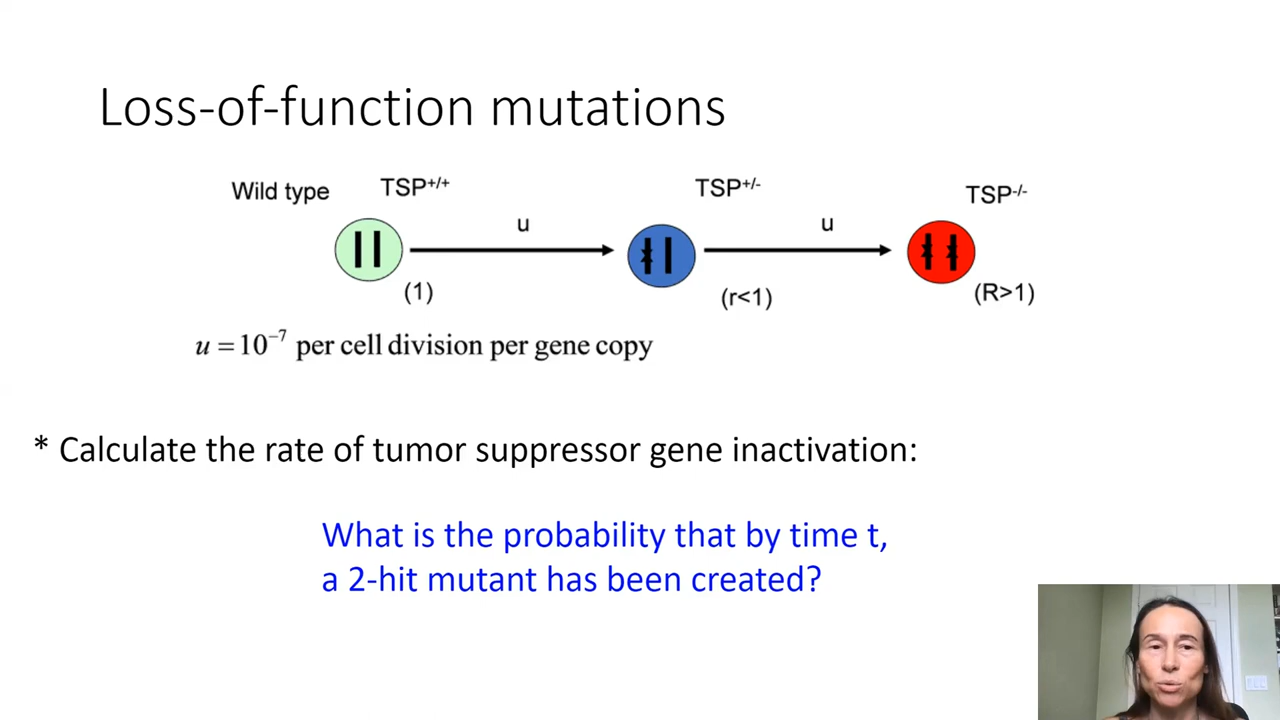 Loss-of-function mutations
Wild type TSP+/+ TSP+/- TSP-/-
u u
(1) (r<1) (R>1)
u = 10⁻⁷ per cell division per gene copy
* Calculate the rate of tumor suppressor gene inactivation:
What is the probability that by time t,
a 2-hit mutant has been created?